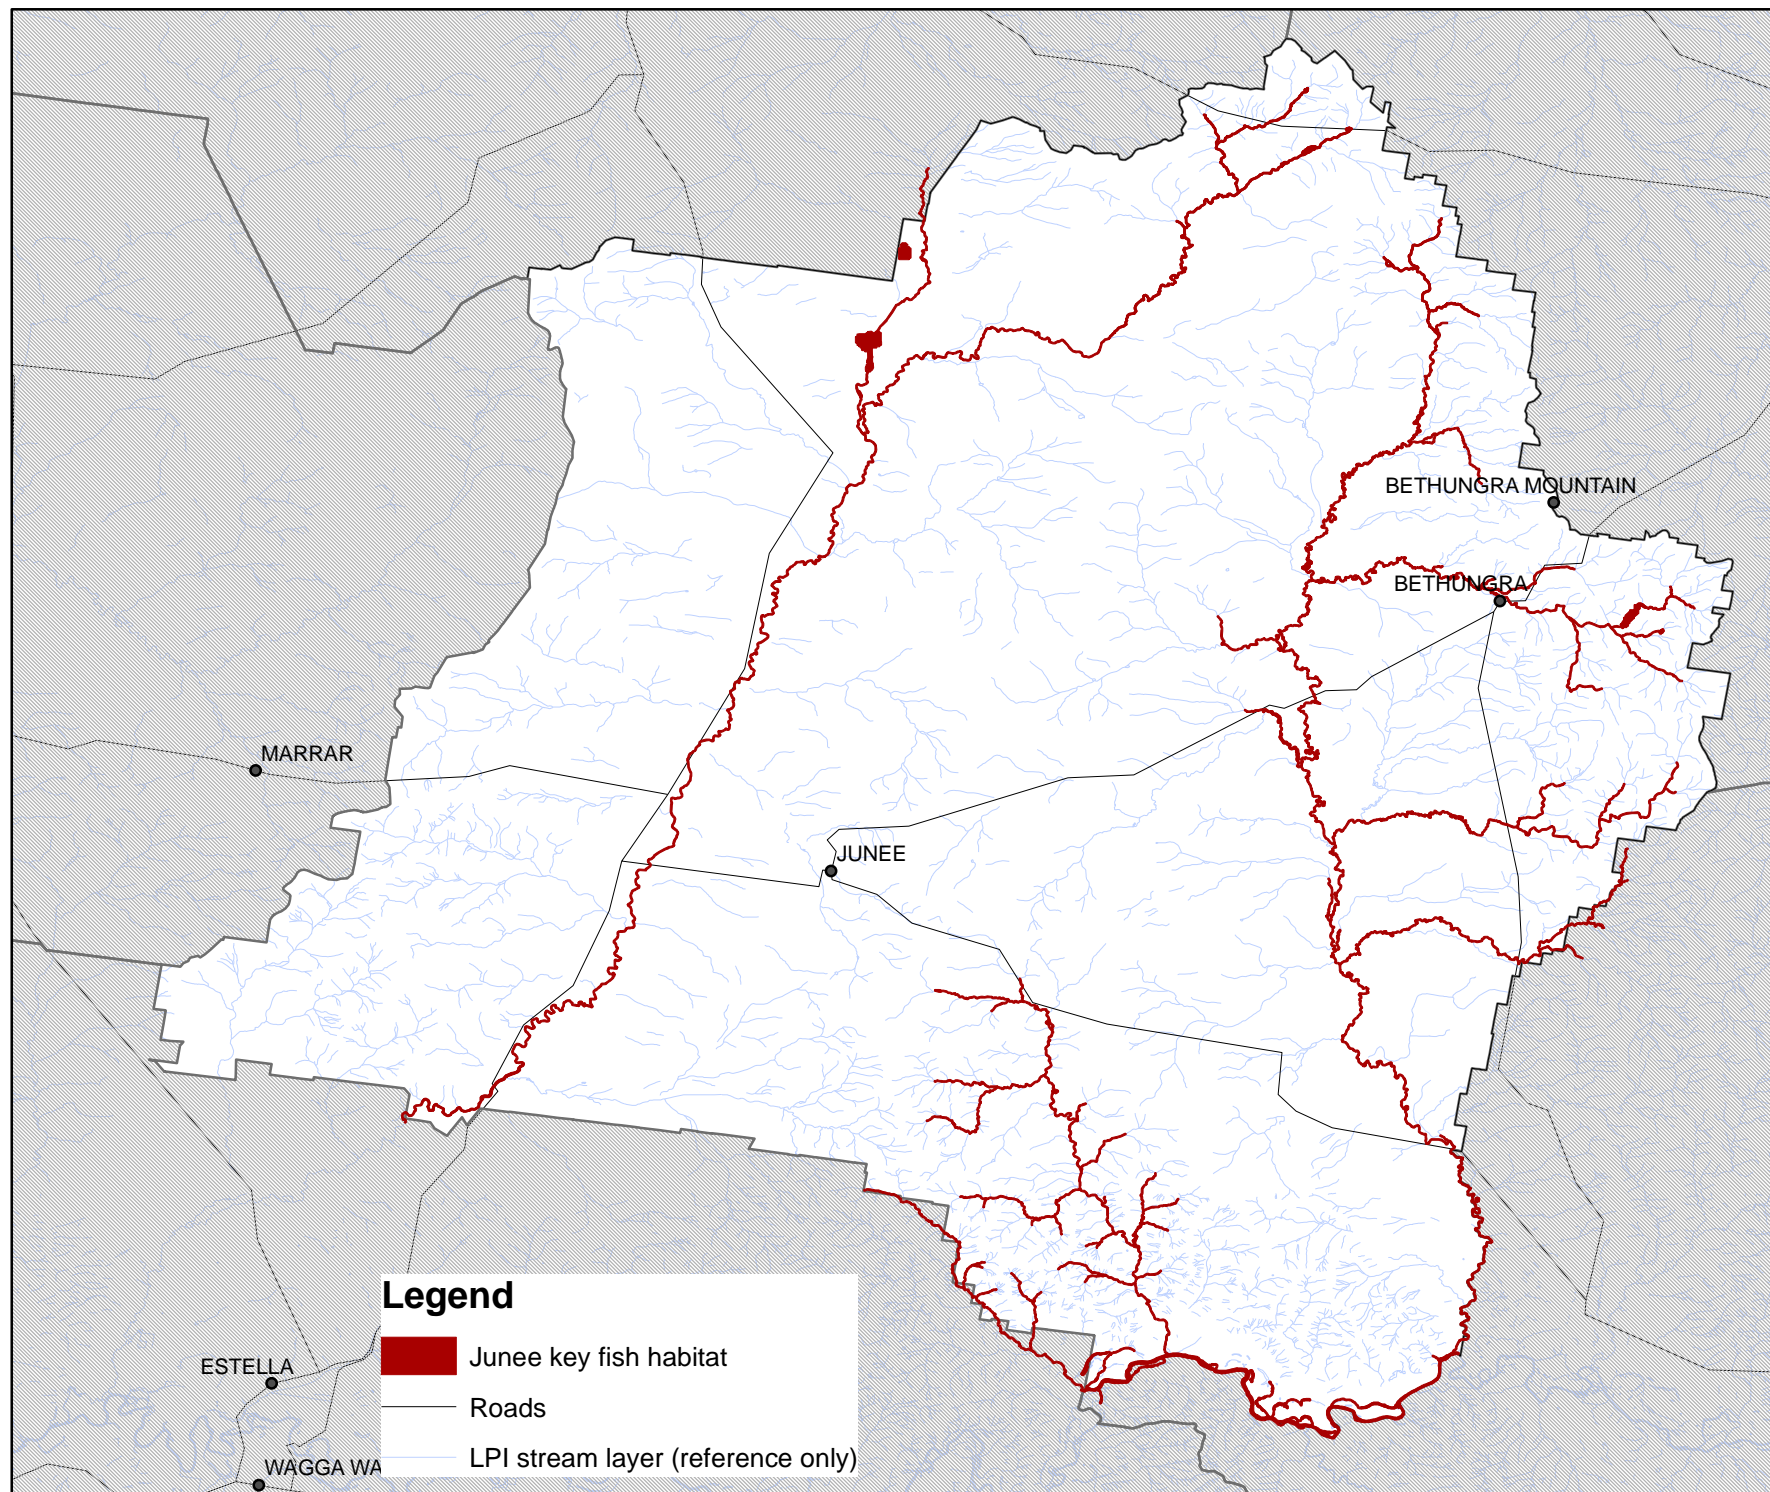 BETHUNGRA MOUNTAIN
BETHUNGRA
MARRAR
JUNEE
Legend
Junee key fish habitat
ESTELLA
Roads
LPI stream layer (reference only)
WAGGA WA